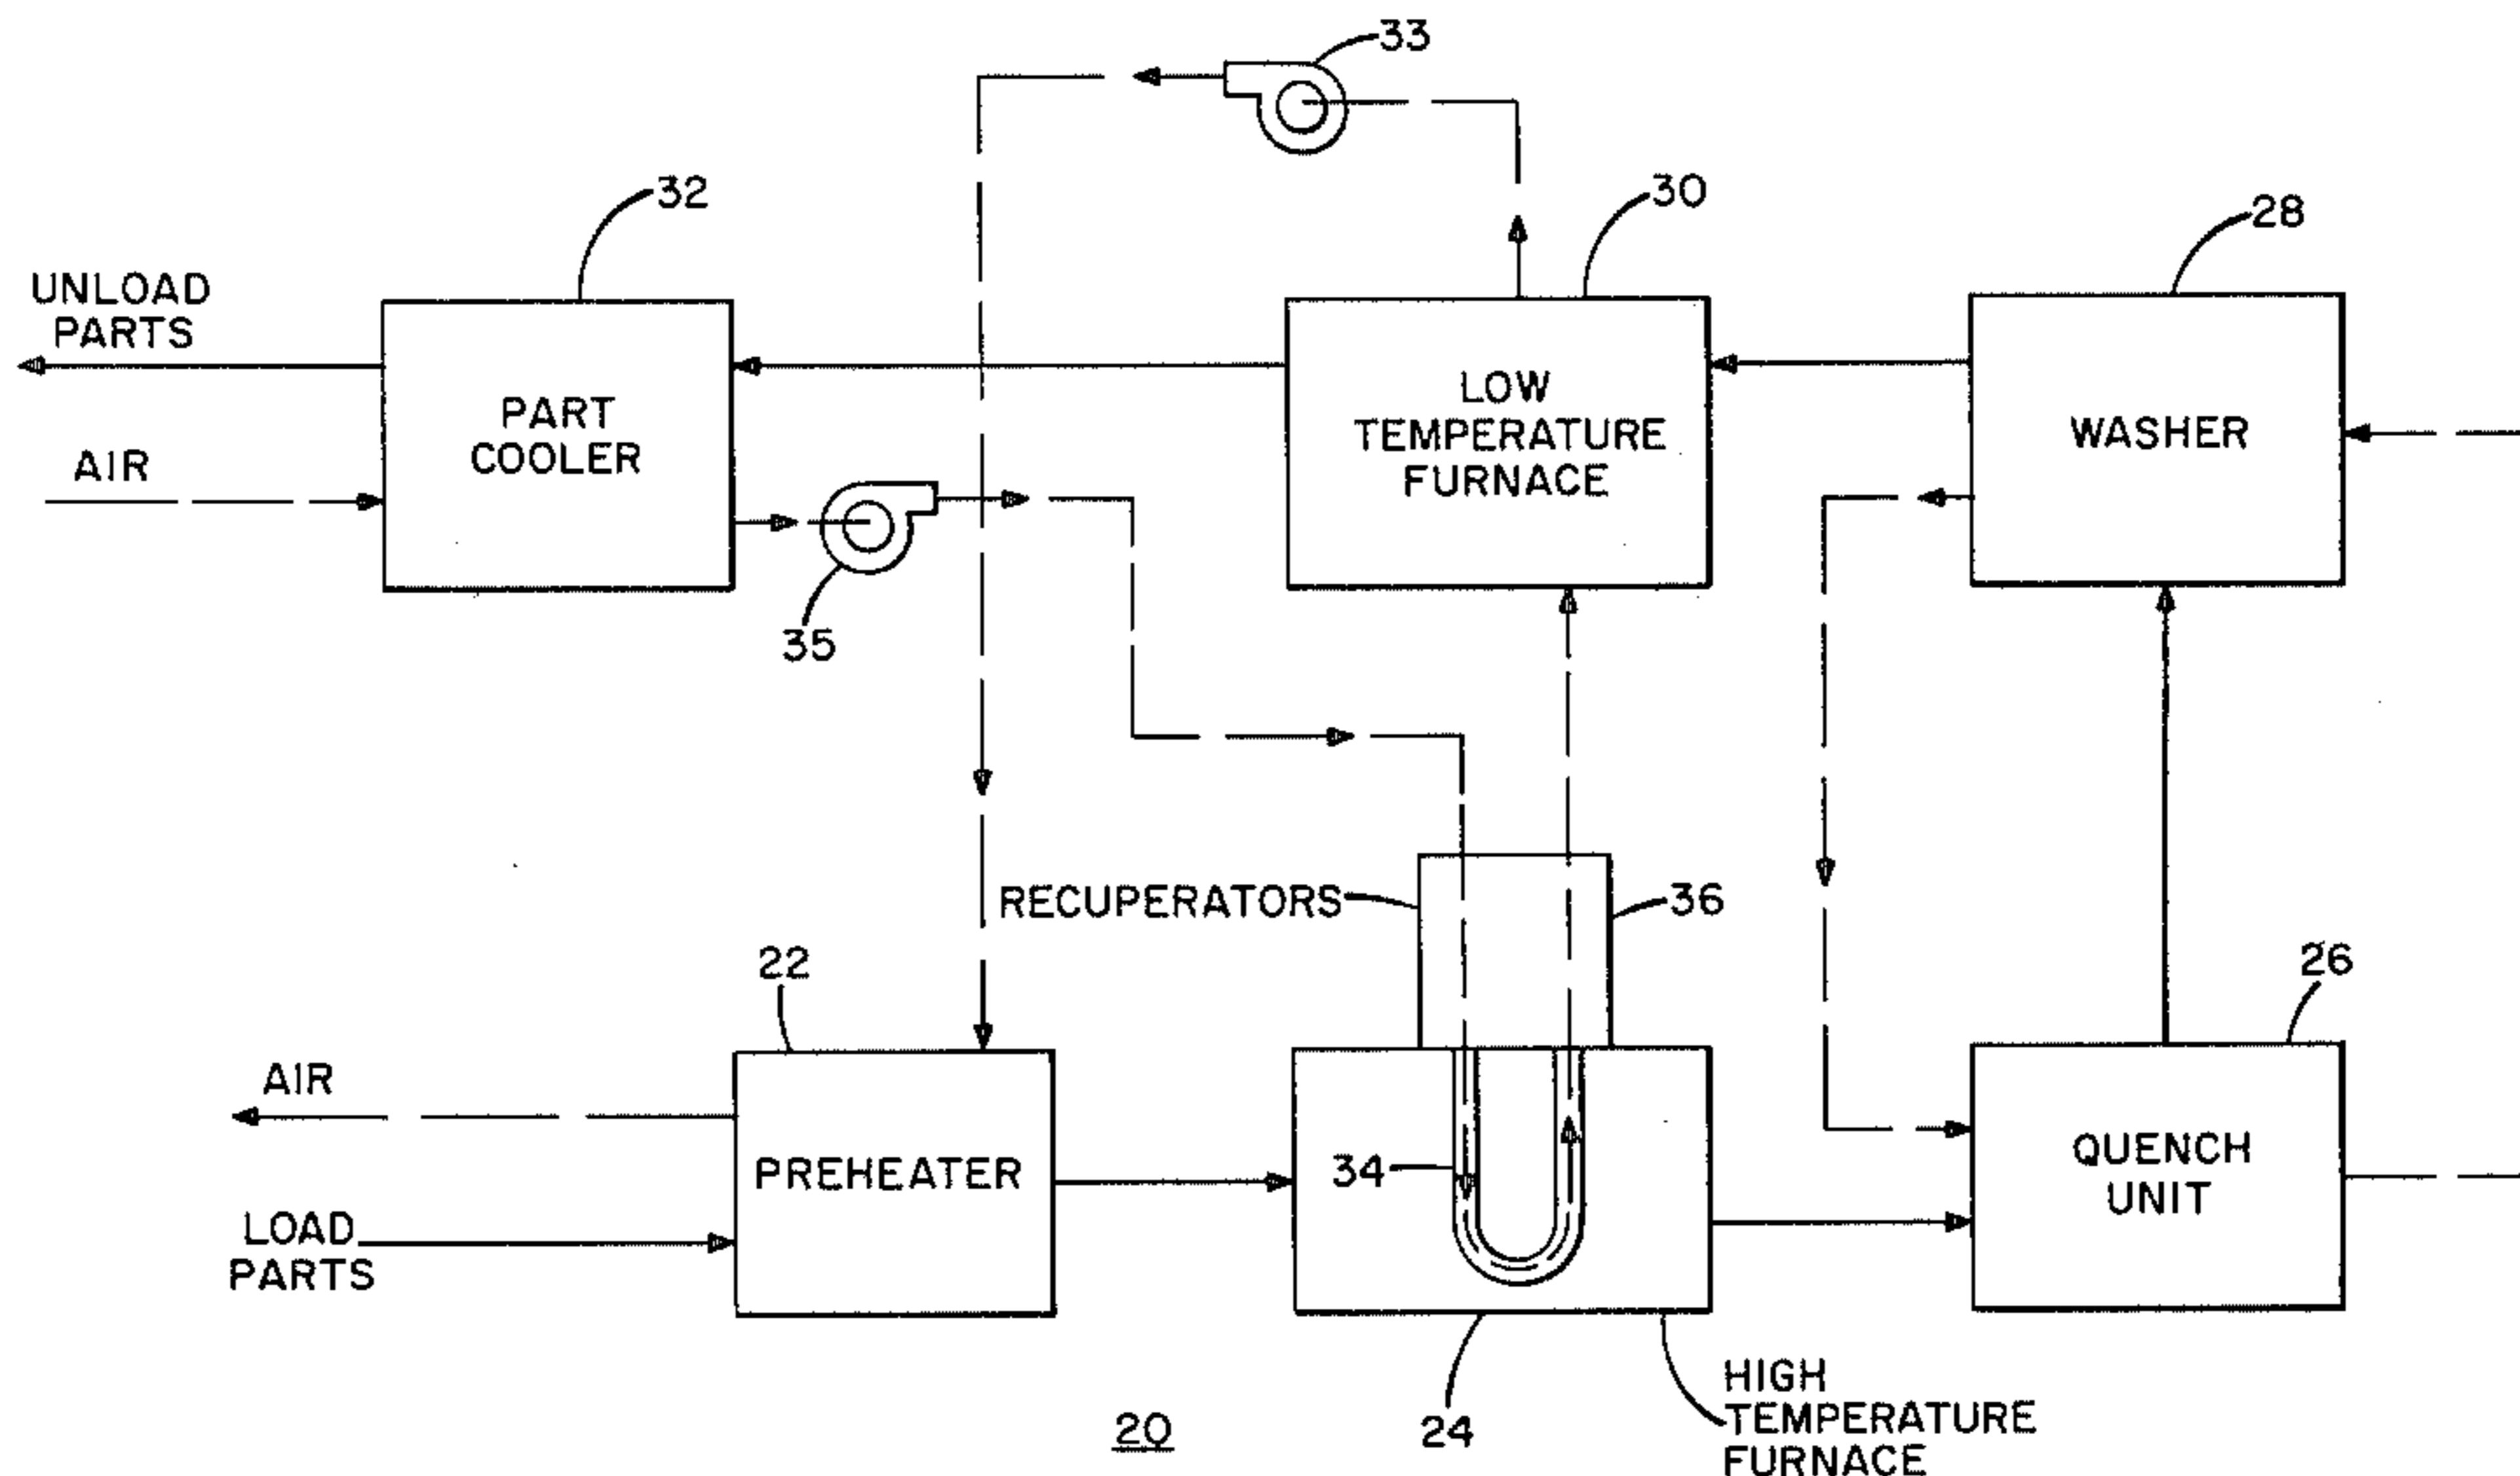 33
32
30
28
UNLOAD
PARTS
PART
COOLER
LOW
TEMPERATURE
FURNACE
WASHER
AIR
35
RECUPERATORS
36
22
26
AIR
PREHEATER
34
QUENCH
UNIT
LOAD
PARTS
24
HIGH
TEMPERATURE
FURNACE
20